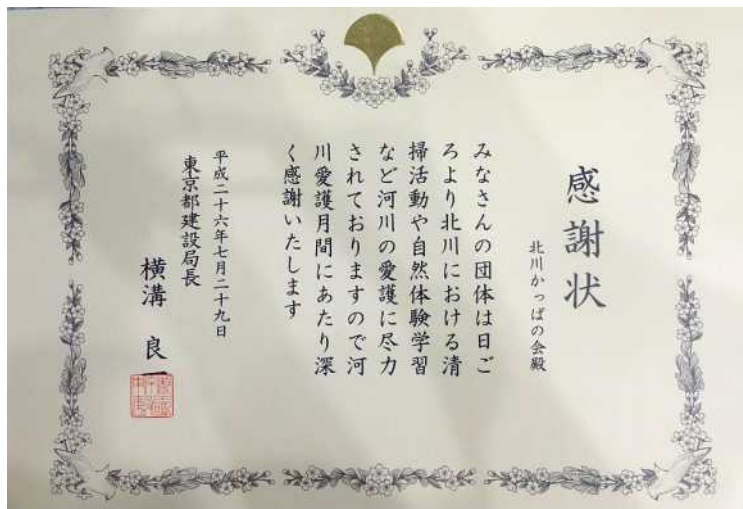 感謝状
北川かっぱの会殿
みなさんの団体は日ご
ろより北川における清
掃活動や自然体験学習
など河川の愛護に尽力
されておりますので河
川愛護月間にあたり深
く感謝いたします
平成二十六年七月二十九日
東京都建設局長
横溝良一